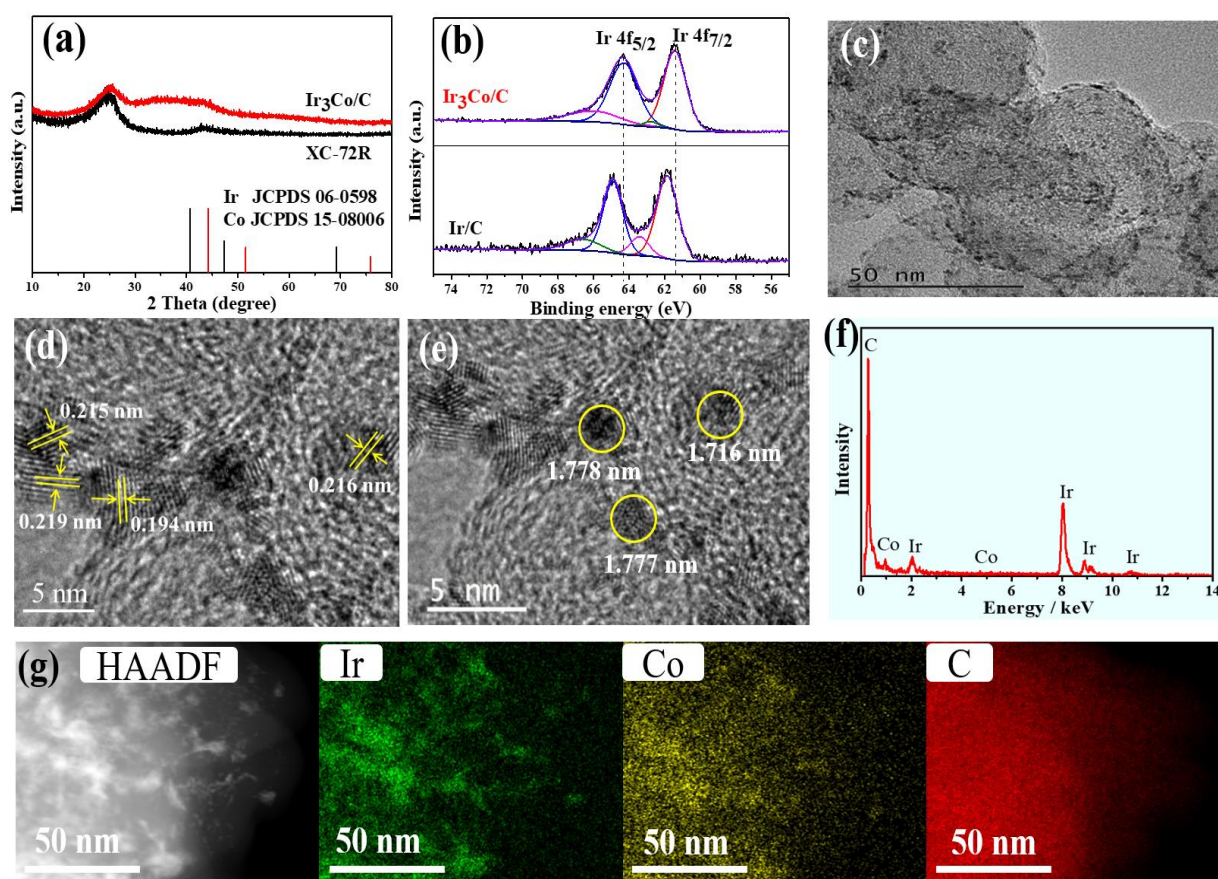 (a)
Intensity (a.u.)
Ir3Co/C
XC-72R
Ir JCPDS 06-0598
Co JCPDS 15-08006
10 20 30 40 50 60 70 80
2 Theta (degree)
(b)
Ir 4f5/2 Ir 4f7/2
Intensity (a.u.)
Ir3Co/C
Ir/C
74 72 70 68 66 64 62 60 58 56
Binding energy (eV)
(c)
50 nm
(d)
0.215 nm
0.216 nm
0.219 nm
0.194 nm
5 nm
(e)
1.778 nm
1.716 nm
1.777 nm
5 nm
(f)
C
Intensity
Ir
Co Ir Co Ir Ir
0 2 4 6 8 10 12 14
Energy / keV
(g) HAADF Ir Co C
50 nm 50 nm 50 nm 50 nm